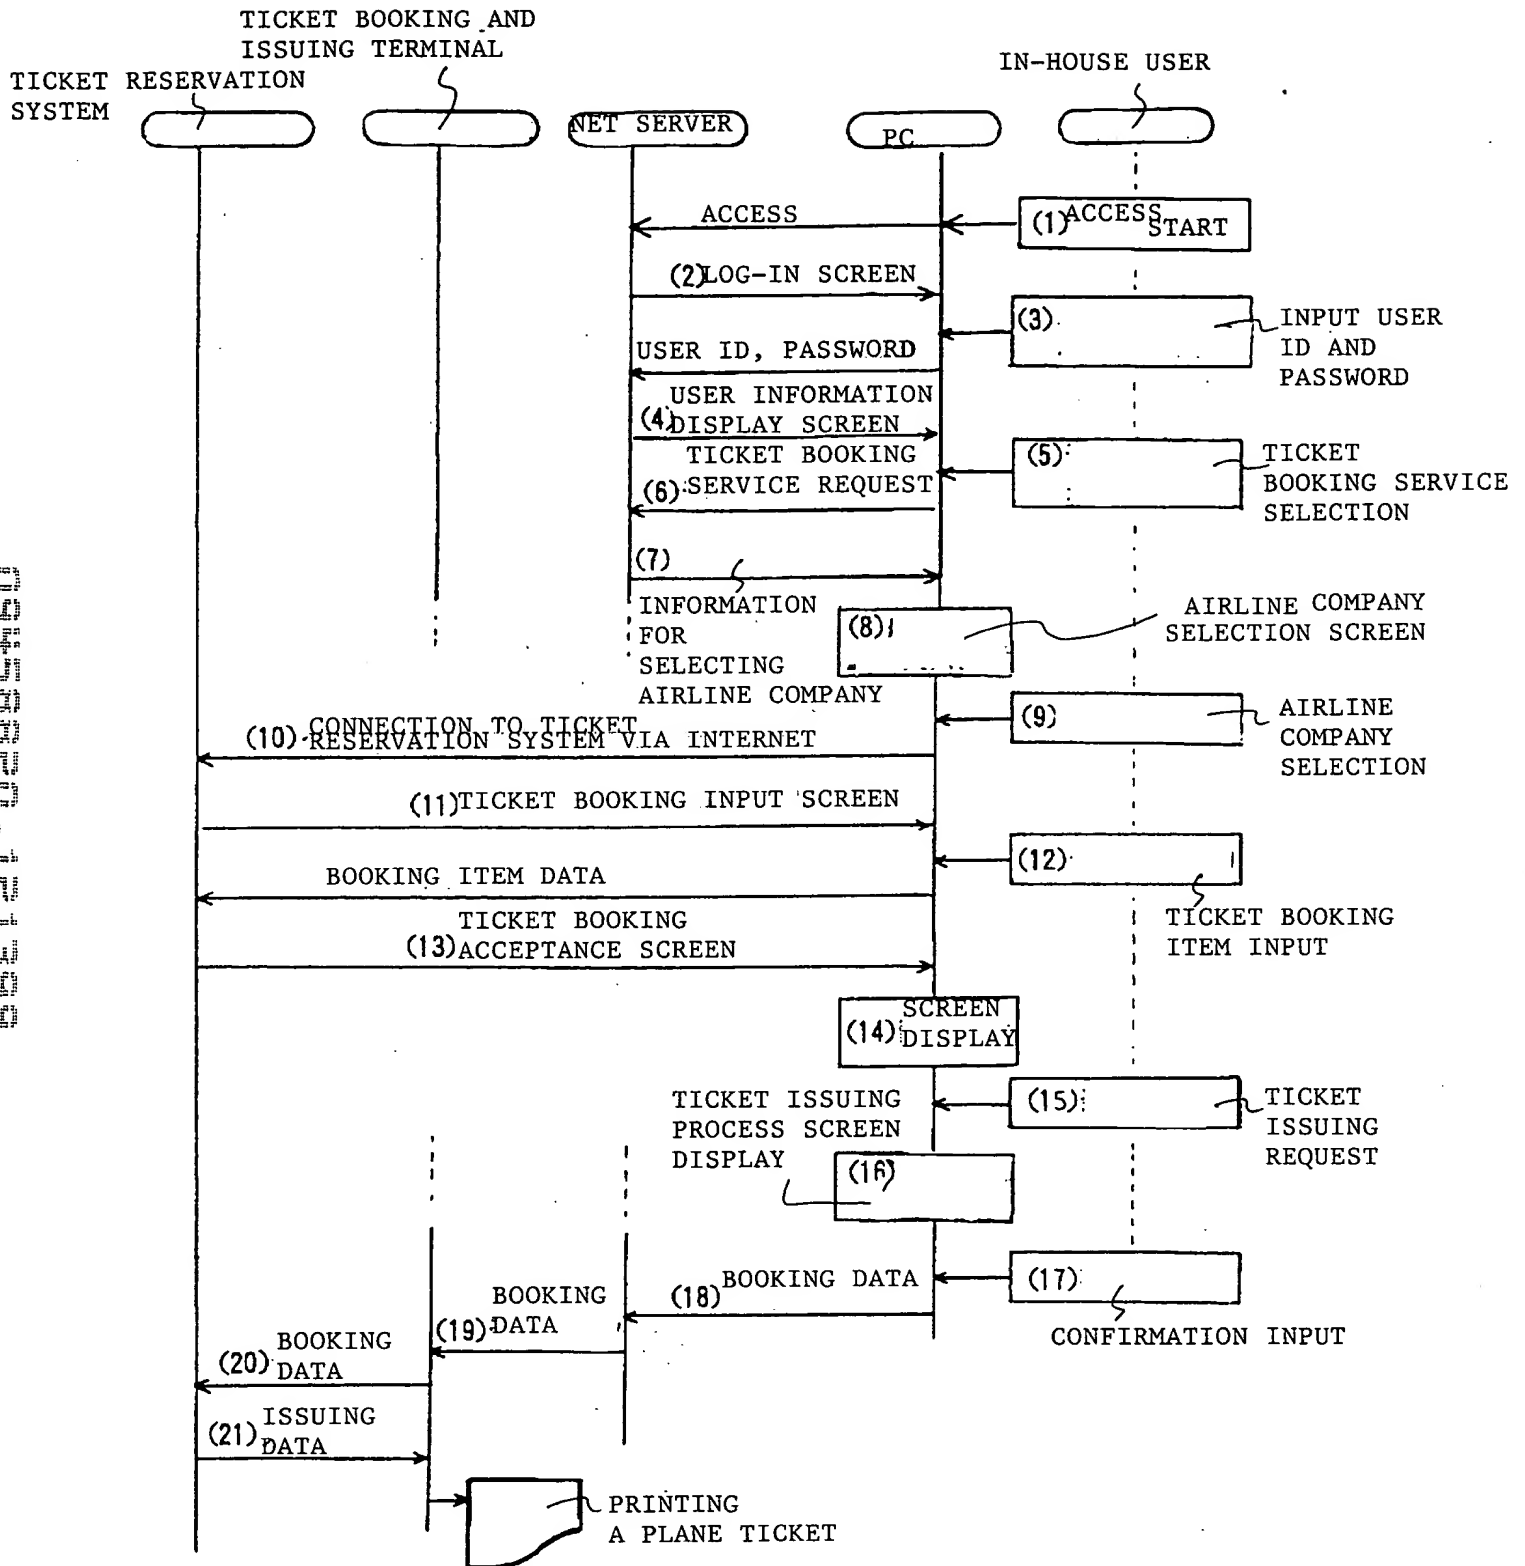 TICKET BOOKING AND
ISSUING TERMINAL
TICKET RESERVATION
SYSTEM
IN-HOUSE USER
NET SERVER
PC
(1) ACCESS
START
ACCESS
(2) LOG-IN SCREEN
(3)
INPUT USER
ID AND
PASSWORD
USER ID, PASSWORD
USER INFORMATION
(4) DISPLAY SCREEN
(5)
TICKET
BOOKING SERVICE
SELECTION
TICKET BOOKING
(6) SERVICE REQUEST
(7)
INFORMATION
FOR
SELECTING
AIRLINE COMPANY
(8)
AIRLINE COMPANY
SELECTION SCREEN
(9)
AIRLINE
COMPANY
SELECTION
CONNECTION TO TICKET
(10) RESERVATION SYSTEM VIA INTERNET
(11) TICKET BOOKING INPUT SCREEN
(12)
TICKET BOOKING
ITEM INPUT
BOOKING ITEM DATA
TICKET BOOKING
(13) ACCEPTANCE SCREEN
SCREEN
(14) DISPLAY
(15)
TICKET
ISSUING
REQUEST
TICKET ISSUING
PROCESS SCREEN
DISPLAY
(16)
(17)
CONFIRMATION INPUT
(18) BOOKING DATA
BOOKING
(19) DATA
BOOKING
(20) DATA
ISSUING
(21) DATA
PRINTING
A PLANE TICKET